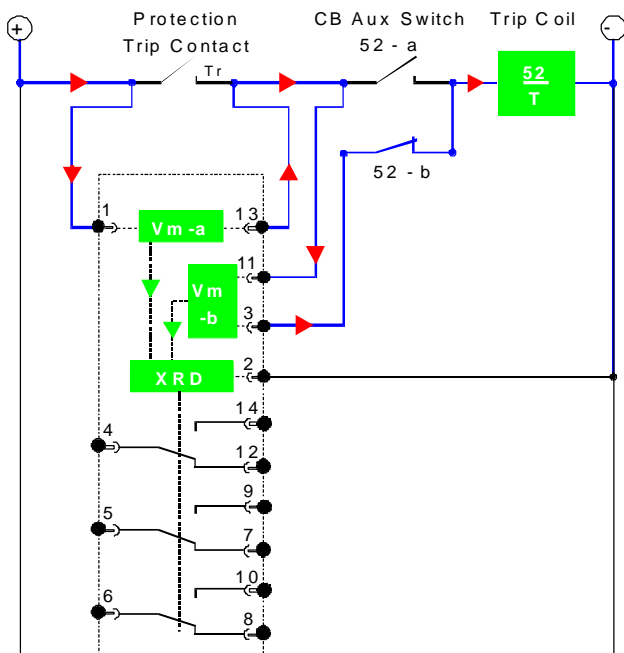 Protection CB Aux Switch Trip Coil
+ Trip Contact 52 - a -
Tr 52
T
52 - b
1 Vm -a 13
11
Vm
-b 3
XRD 2
14
4
12
9
5
7
10
6
8